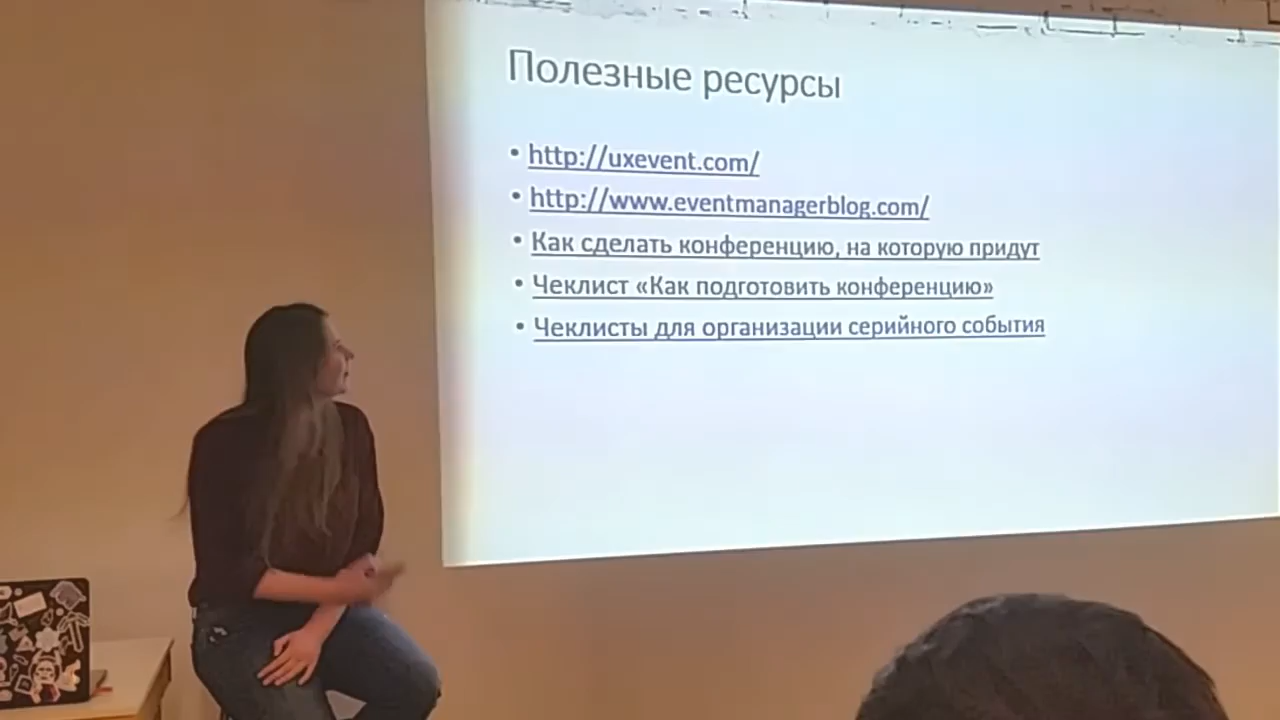 Полезные ресурсы
• http://uxevent.com/
• http://www.eventmanagerblog.com/
• Как сделать конференцию, на которую придут
• Чеклист «Как подготовить конференцию»
• Чеклисты для организации серийного события